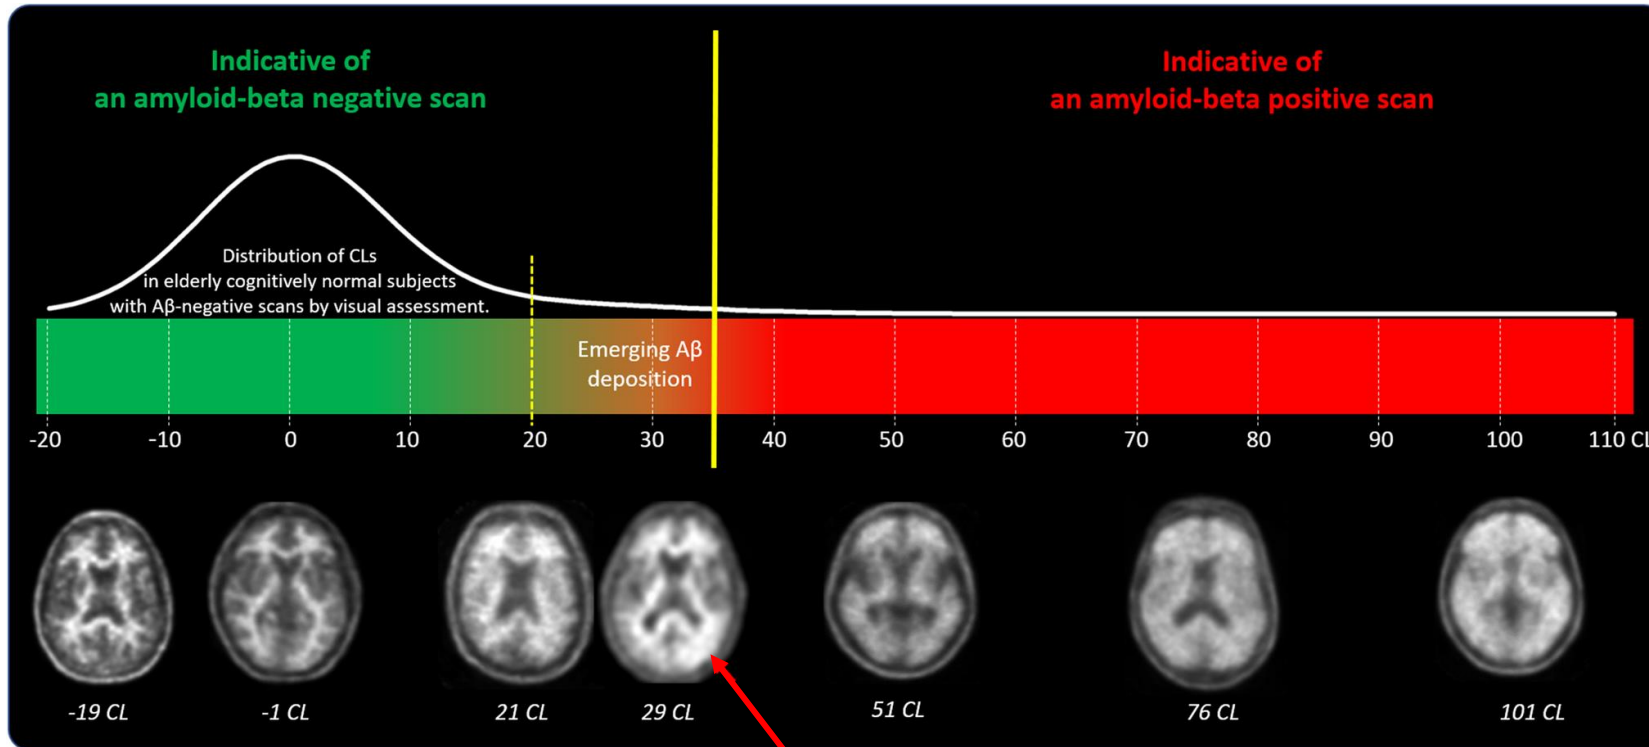 Indicative of
an amyloid-beta negative scan
Indicative of
an amyloid-beta positive scan
Distribution of CLs
in elderly cognitively normal subjects
with Aβ-negative scans by visual assessment.
Emerging Aβ
deposition
-20 -10 0 10 20 30 40 50 60 70 80 90 100 110 CL
-19 CL -1 CL 21 CL 29 CL 51 CL 76 CL 101 CL